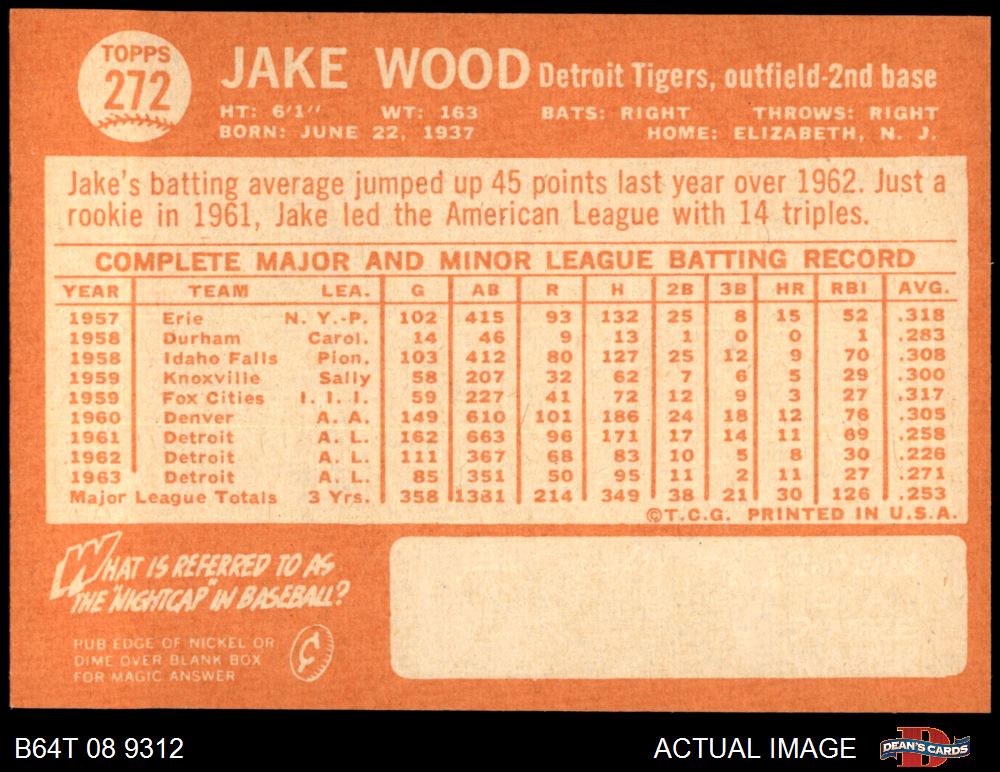 TOPPS
272
JAKE WOOD Detroit Tigers, outfield-2nd base
HT: 6'1" WT: 163 BATS: RIGHT THROWS: RIGHT
BORN: JUNE 22, 1937 HOME: ELIZABETH, N. J.
Jake's batting average jumped up 45 points last year over 1962. Just a
rookie in 1961, Jake led the American League with 14 triples.
COMPLETE MAJOR AND MINOR LEAGUE BATTING RECORD
YEAR TEAM LEA. G AB R H 2B 3B HR RBI AVG.
1957 Erie N. Y.-P. 102 415 93 132 25 8 15 52 .318
1958 Durham Carol. 14 46 9 13 1 0 0 1 .283
1958 Idaho Falls Pion. 103 412 80 127 25 12 9 70 .308
1959 Knoxville Sally 58 207 32 62 7 6 5 29 .300
1959 Fox Cities I. I. I. 59 227 41 72 12 9 3 27 .317
1960 Denver A. A. 149 610 101 186 24 18 12 76 .305
1961 Detroit A. L. 162 663 96 171 17 14 11 69 .258
1962 Detroit A. L. 111 367 68 83 10 5 8 30 .226
1963 Detroit A. L. 85 351 50 95 11 2 11 27 .271
Major League Totals 3 Yrs. 358 1381 214 349 38 21 30 126 .253
©T.C.G. PRINTED IN U.S.A.
WHAT IS REFERRED TO AS
THE "NIGHTCAP" IN BASEBALL?
RUB EDGE OF NICKEL OR
DIME OVER BLANK BOX
FOR MAGIC ANSWER
¢
B64T 08 9312 ACTUAL IMAGE D DEAN'S CARDS